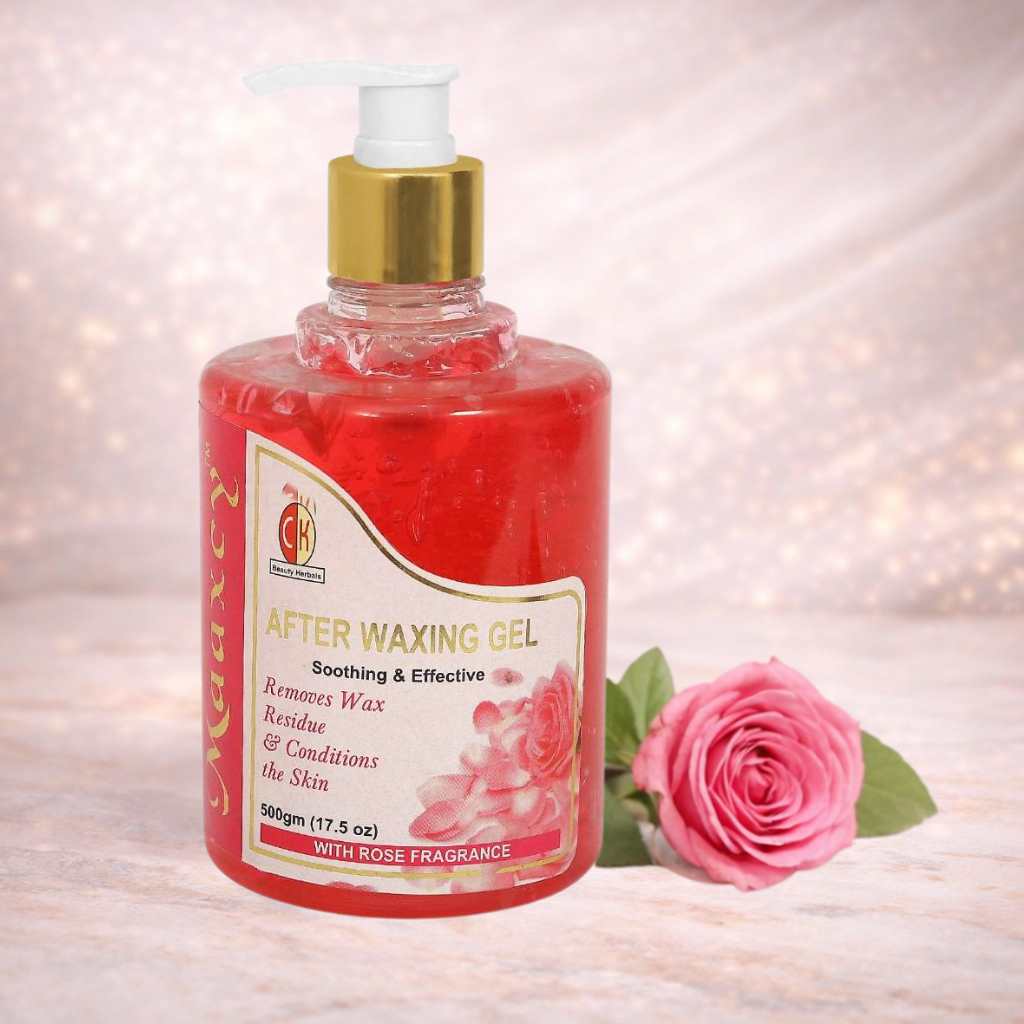 Maaxcy™
CK
Beauty Herbals
AFTER WAXING GEL
Soothing & Effective
Removes Wax
Residue
& Conditions
the Skin
500gm (17.5 oz)
WITH ROSE FRAGRANCE